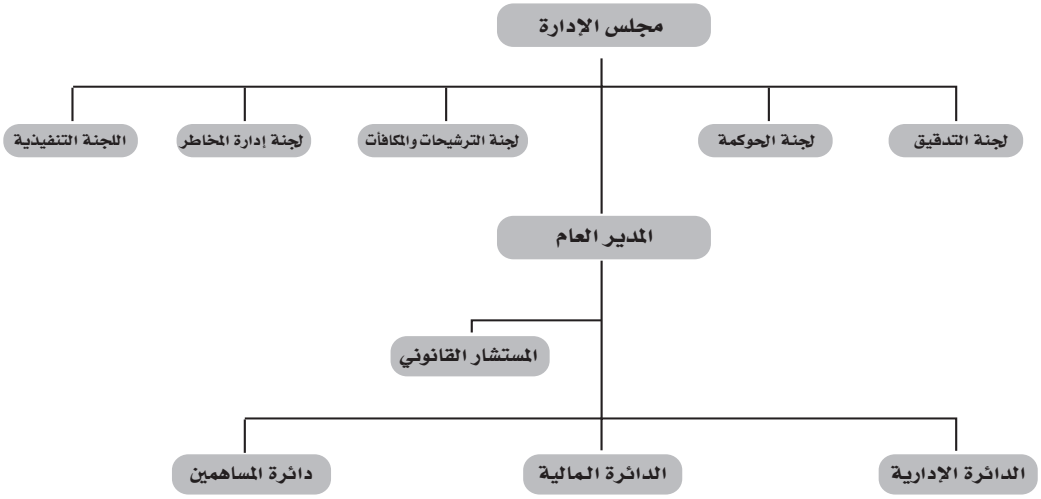 مجلس الإدارة
لجنة التدقيق
لجنة الحوكمة
لجنة الترشيحات والمكافأت
لجنة إدارة المخاطر
اللجنة التنفيذية
المدير العام
المستشار القانوني
الدائرة الإدارية
الدائرة المالية
دائرة المساهمين